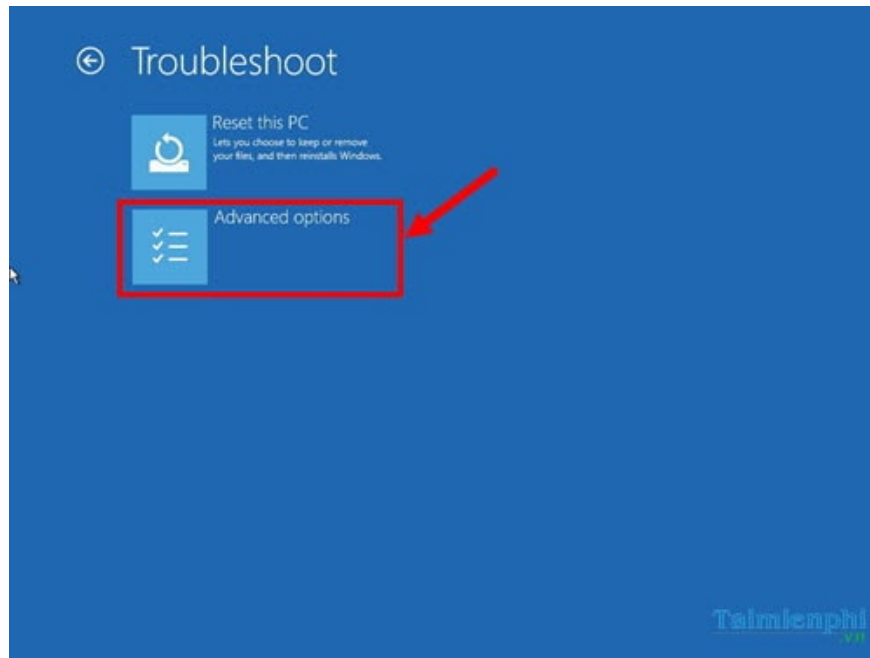 Troubleshoot
Reset this PC
Lets you choose to keep or remove
your files, and then reinstalls Windows.
Advanced options
Taimienphi
.vn